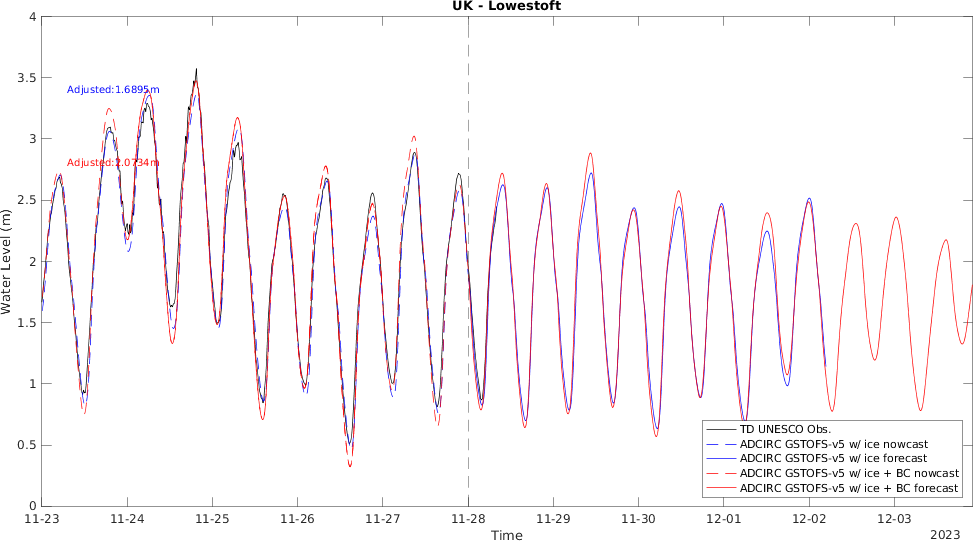 UK - Lowestoft
4
3.5
3
2.5
2
1.5
1
0.5
0
Water Level (m)
Adjusted:1.6895m
Adjusted:2.0734m
TD UNESCO Obs.
ADCIRC GSTOFS-v5 w/ ice nowcast
ADCIRC GSTOFS-v5 w/ ice forecast
ADCIRC GSTOFS-v5 w/ ice + BC nowcast
ADCIRC GSTOFS-v5 w/ ice + BC forecast
11-23 11-24 11-25 11-26 11-27 11-28 11-29 11-30 12-01 12-02 12-03
Time
2023